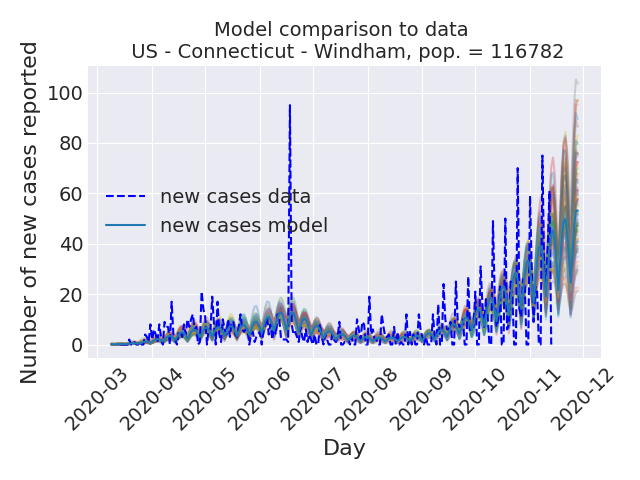 Model comparison to data
US - Connecticut - Windham, pop. = 116782
Number of new cases reported
100
80
60
40
20
0
new cases data
new cases model
2020-03
2020-04
2020-05
2020-06
2020-07
2020-08
2020-09
2020-10
2020-11
2020-12
Day